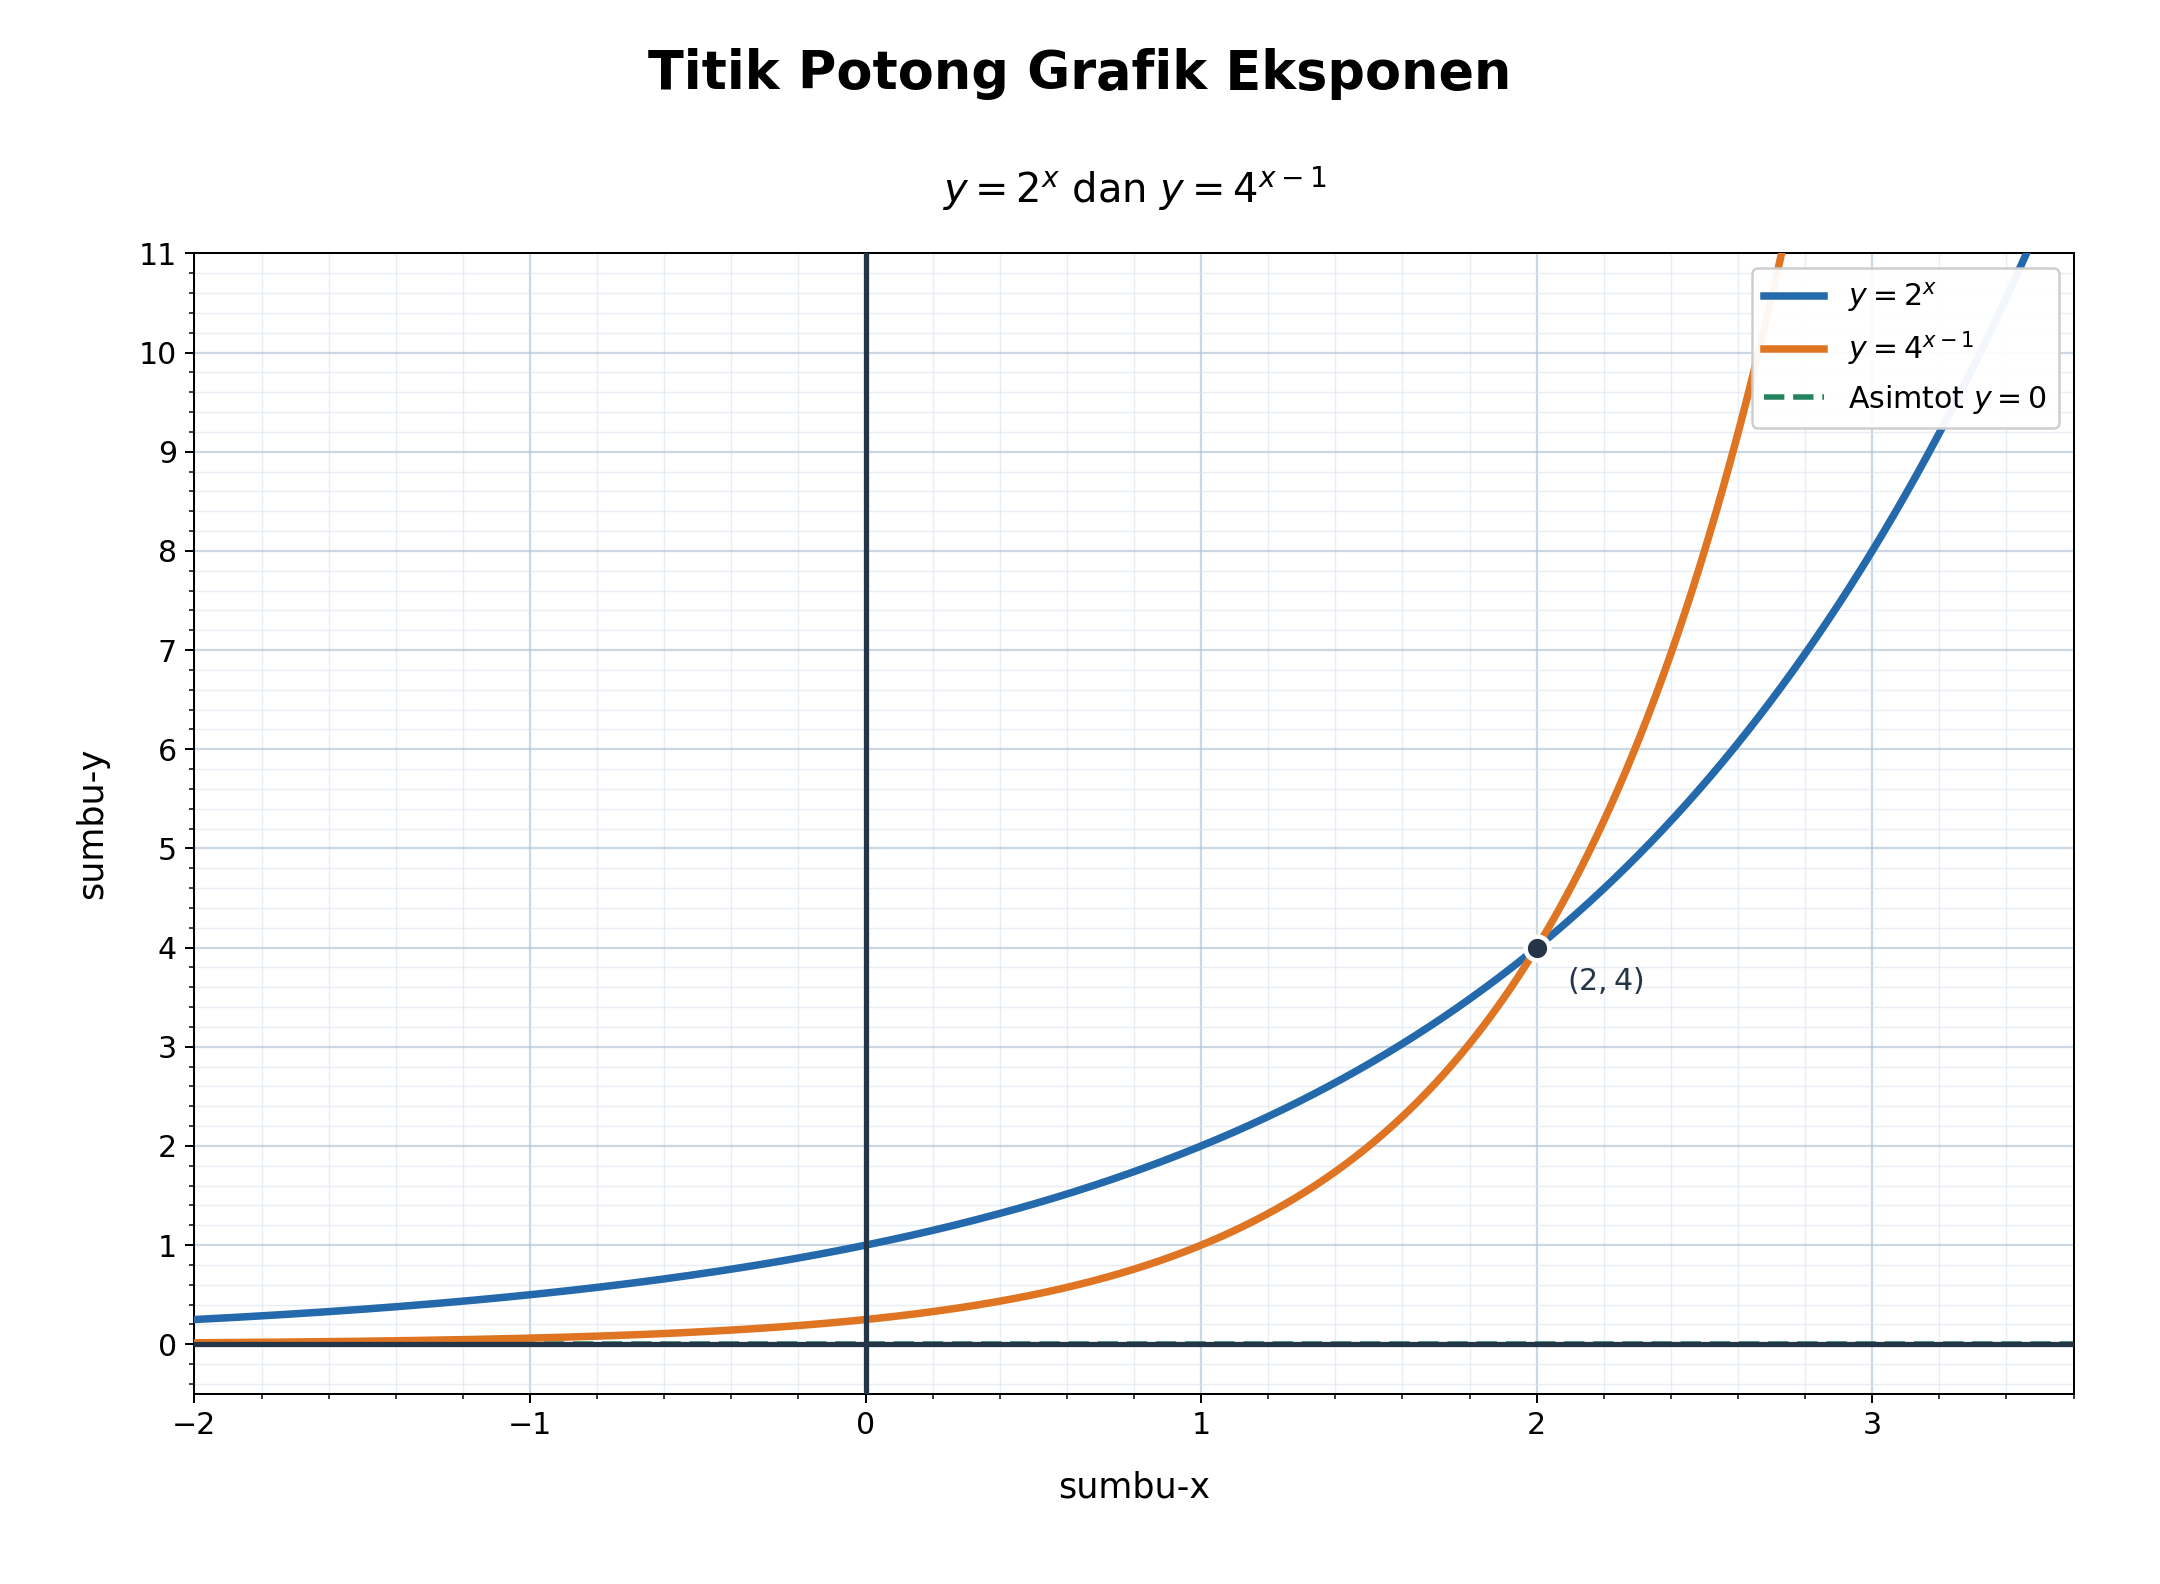 Titik Potong Grafik Eksponen
y = 2^x dan y = 4^{x−1}
11
10
9
8
7
6
5
4
3
2
1
0
sumbu-y
y = 2^x
y = 4^{x−1}
Asimtot y = 0
(2, 4)
−2 −1 0 1 2 3
sumbu-x